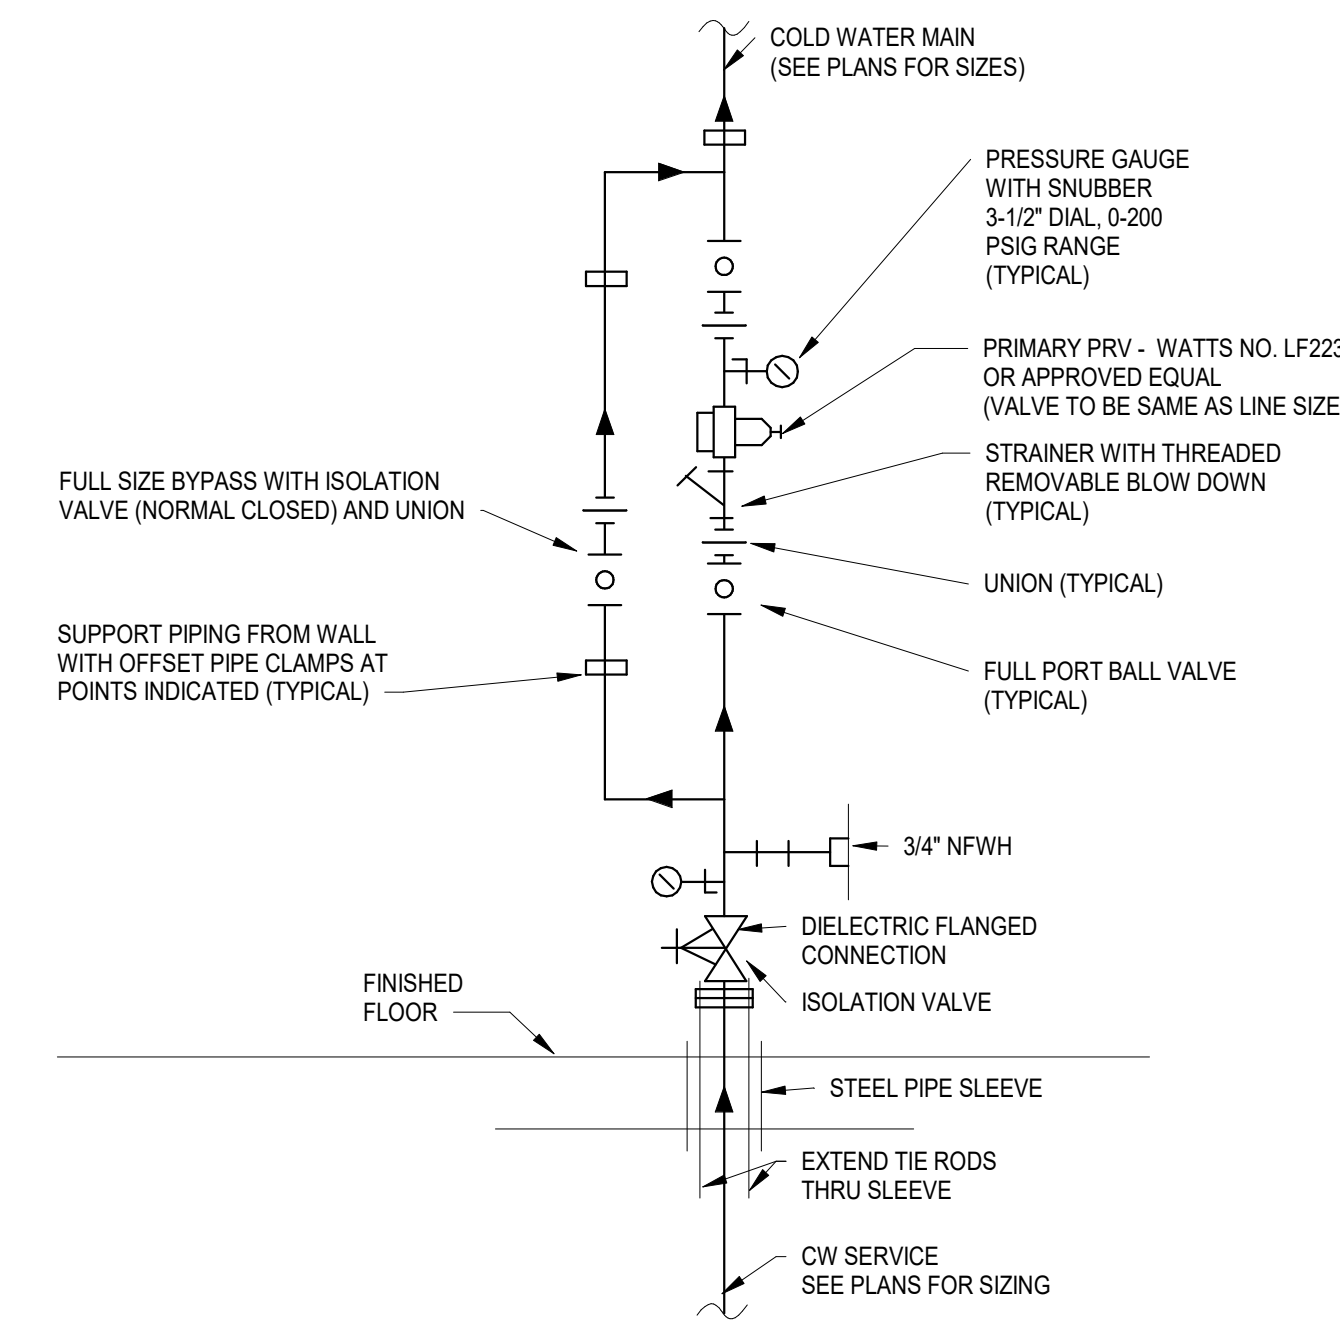 COLD WATER MAIN
(SEE PLANS FOR SIZES)
PRESSURE GAUGE
WITH SNUBBER
3-1/2" DIAL, 0-200
PSIG RANGE
(TYPICAL)
PRIMARY PRV - WATTS NO. LF223
OR APPROVED EQUAL
(VALVE TO BE SAME AS LINE SIZE
STRAINER WITH THREADED
REMOVABLE BLOW DOWN
(TYPICAL)
FULL SIZE BYPASS WITH ISOLATION
VALVE (NORMAL CLOSED) AND UNION
UNION (TYPICAL)
SUPPORT PIPING FROM WALL
WITH OFFSET PIPE CLAMPS AT
POINTS INDICATED (TYPICAL)
FULL PORT BALL VALVE
(TYPICAL)
3/4" NFWH
DIELECTRIC FLANGED
CONNECTION
ISOLATION VALVE
FINISHED
FLOOR
STEEL PIPE SLEEVE
EXTEND TIE RODS
THRU SLEEVE
CW SERVICE
SEE PLANS FOR SIZING